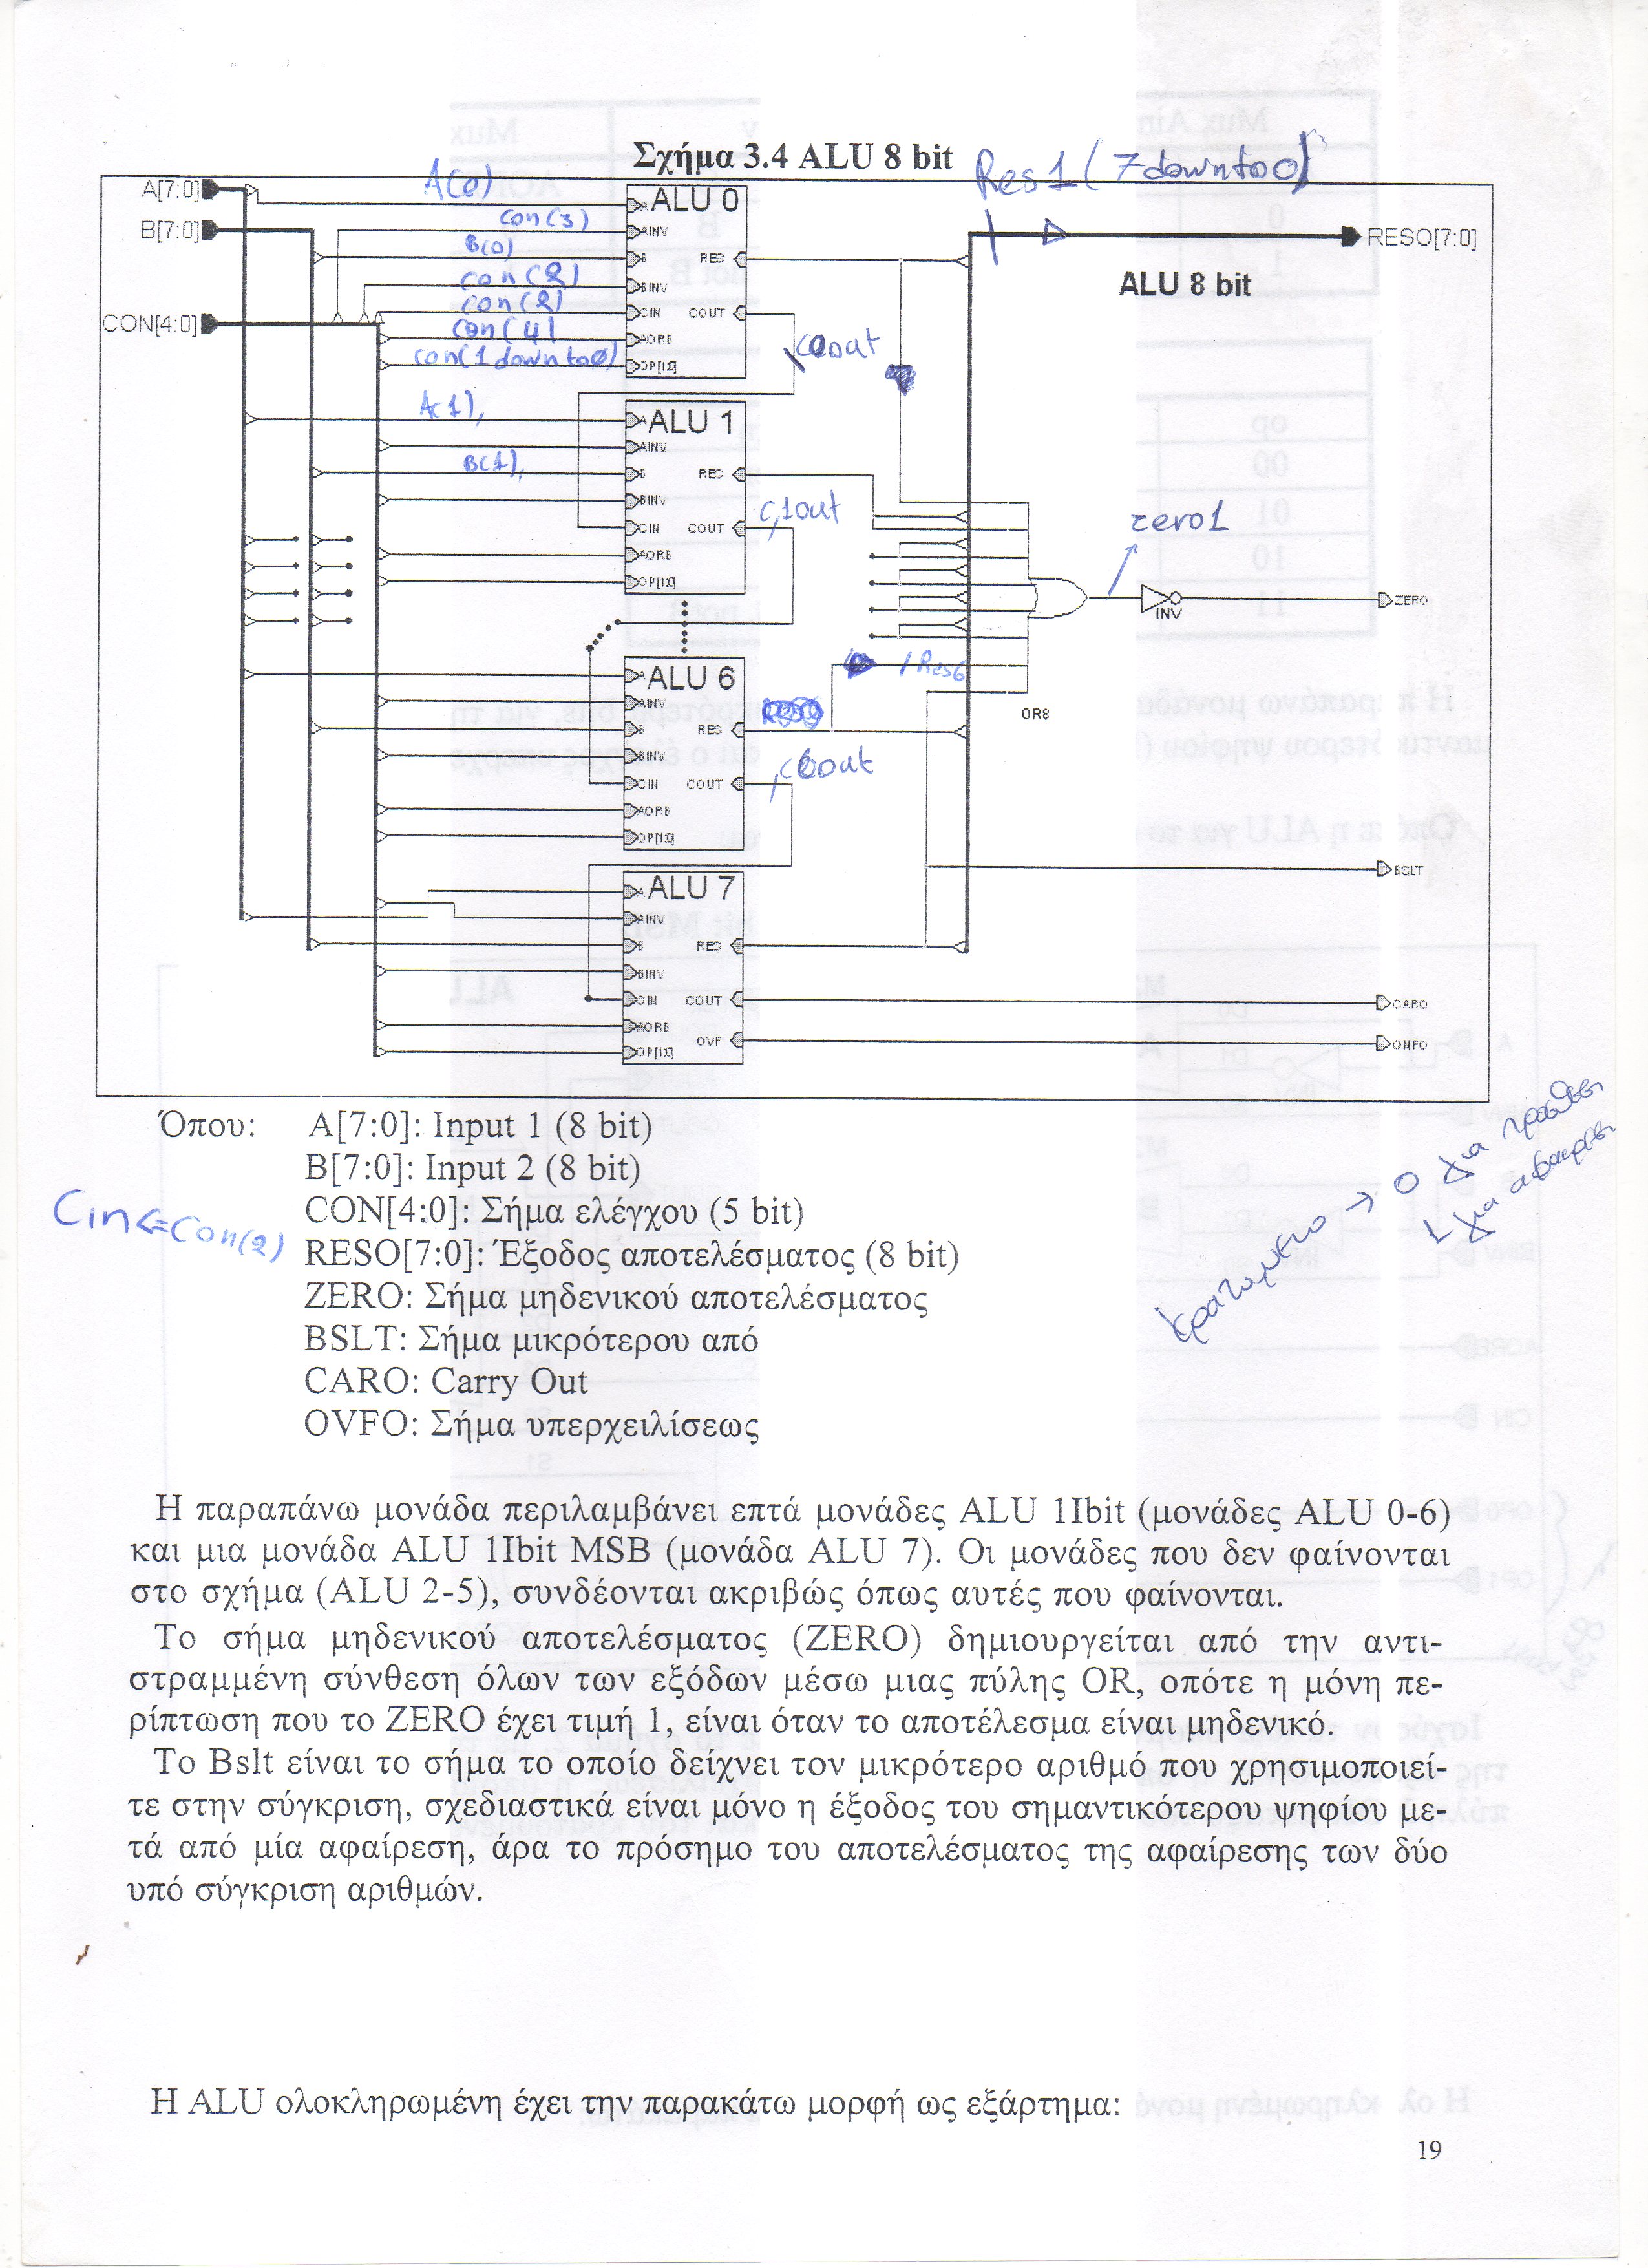 Σχήμα 3.4 ALU 8 bit
Res1(7downto0)
A[7:0]
A(0)
ALU 0
A
con(3)
AINV
B[7:0]
B(0)
B
RES
RESO[7:0]
con(2)
BINV
ALU 8 bit
con(2)
CIN
COUT
CON[4:0]
con(4)
AORB
c0out
con(1downto0)
OP[1:0]
A(1),
ALU 1
A
AINV
B(1),
B
RES
BINV
c1out
CIN
COUT
zero1
AORB
OP[1:0]
INV
ZERO
ALU 6
A
Res6
AINV
B
RES
OR8
BINV
c6out
CIN
COUT
AORB
OP[1:0]
BSLT
ALU 7
A
AINV
B
RES
BINV
CIN
COUT
CARO
AORB
OVF
ONFO
OP[1:0]
Όπου:
A[7:0]: Input 1 (8 bit)
B[7:0]: Input 2 (8 bit)
CON[4:0]: Σήμα ελέγχου (5 bit)
Cin<=Con(2)
RESO[7:0]: Έξοδος αποτελέσματος (8 bit)
ZERO: Σήμα μηδενικού αποτελέσματος
BSLT: Σήμα μικρότερου από
CARO: Carry Out
OVFO: Σήμα υπερχειλίσεως
κρατουμενο → 0 για προσθεση
1 για αφαιρεση
Η παραπάνω μονάδα περιλαμβάνει επτά μονάδες ALU 1Ibit (μονάδες ALU 0-6)
και μια μονάδα ALU 1Ibit MSB (μονάδα ALU 7). Οι μονάδες που δεν φαίνονται
στο σχήμα (ALU 2-5), συνδέονται ακριβώς όπως αυτές που φαίνονται.
Το σήμα μηδενικού αποτελέσματος (ZERO) δημιουργείται από την αντι-
στραμμένη σύνθεση όλων των εξόδων μέσω μιας πύλης OR, οπότε η μόνη πε-
ρίπτωση που το ZERO έχει τιμή 1, είναι όταν το αποτέλεσμα είναι μηδενικό.
Το Bslt είναι το σήμα το οποίο δείχνει τον μικρότερο αριθμό που χρησιμοποιεί-
τε στην σύγκριση, σχεδιαστικά είναι μόνο η έξοδος του σημαντικότερου ψηφίου με-
τά από μία αφαίρεση, άρα το πρόσημο του αποτελέσματος της αφαίρεσης των δύο
υπό σύγκριση αριθμών.
Η ALU ολοκληρωμένη έχει την παρακάτω μορφή ως εξάρτημα:
19